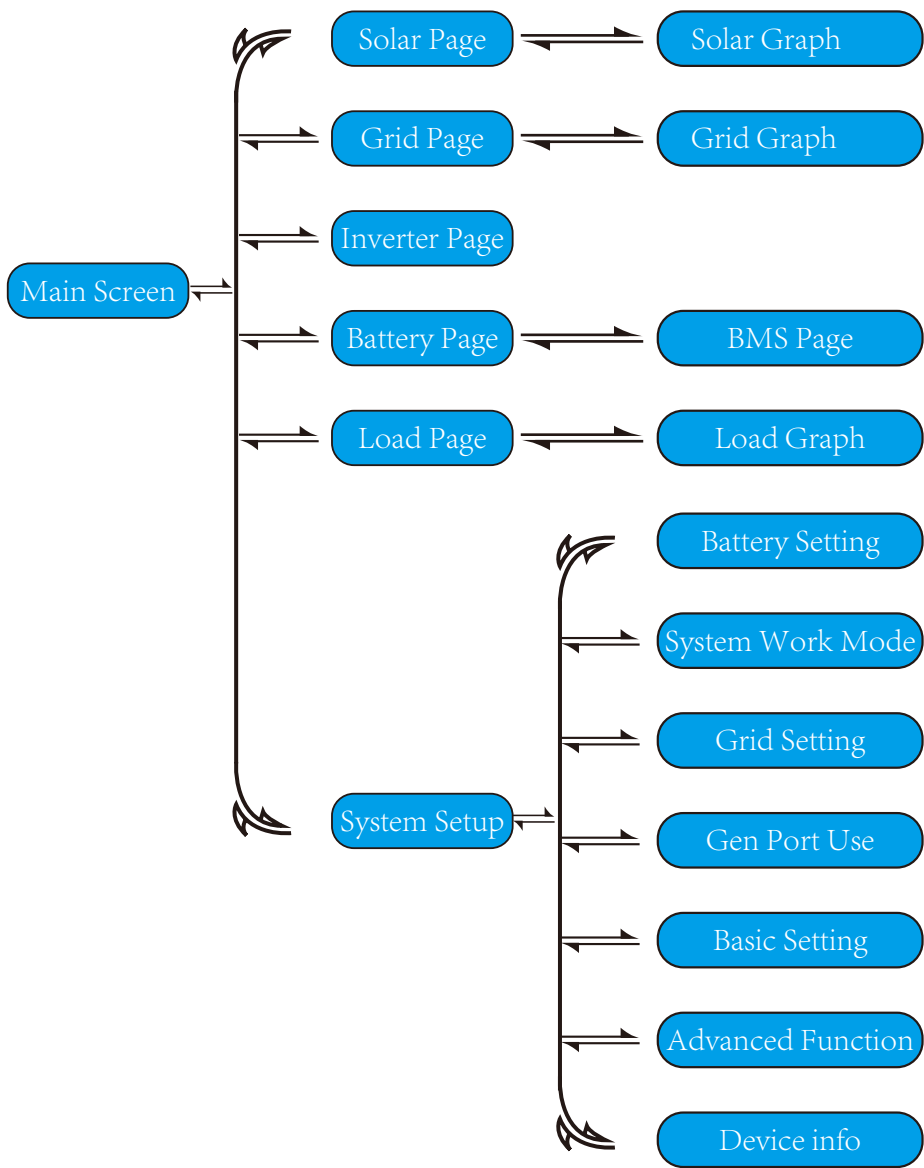 Solar Page
Solar Graph
Grid Page
Grid Graph
Inverter Page
Main Screen
Battery Page
BMS Page
Load Page
Load Graph
Battery Setting
System Work Mode
Grid Setting
System Setup
Gen Port Use
Basic Setting
Advanced Function
Device info